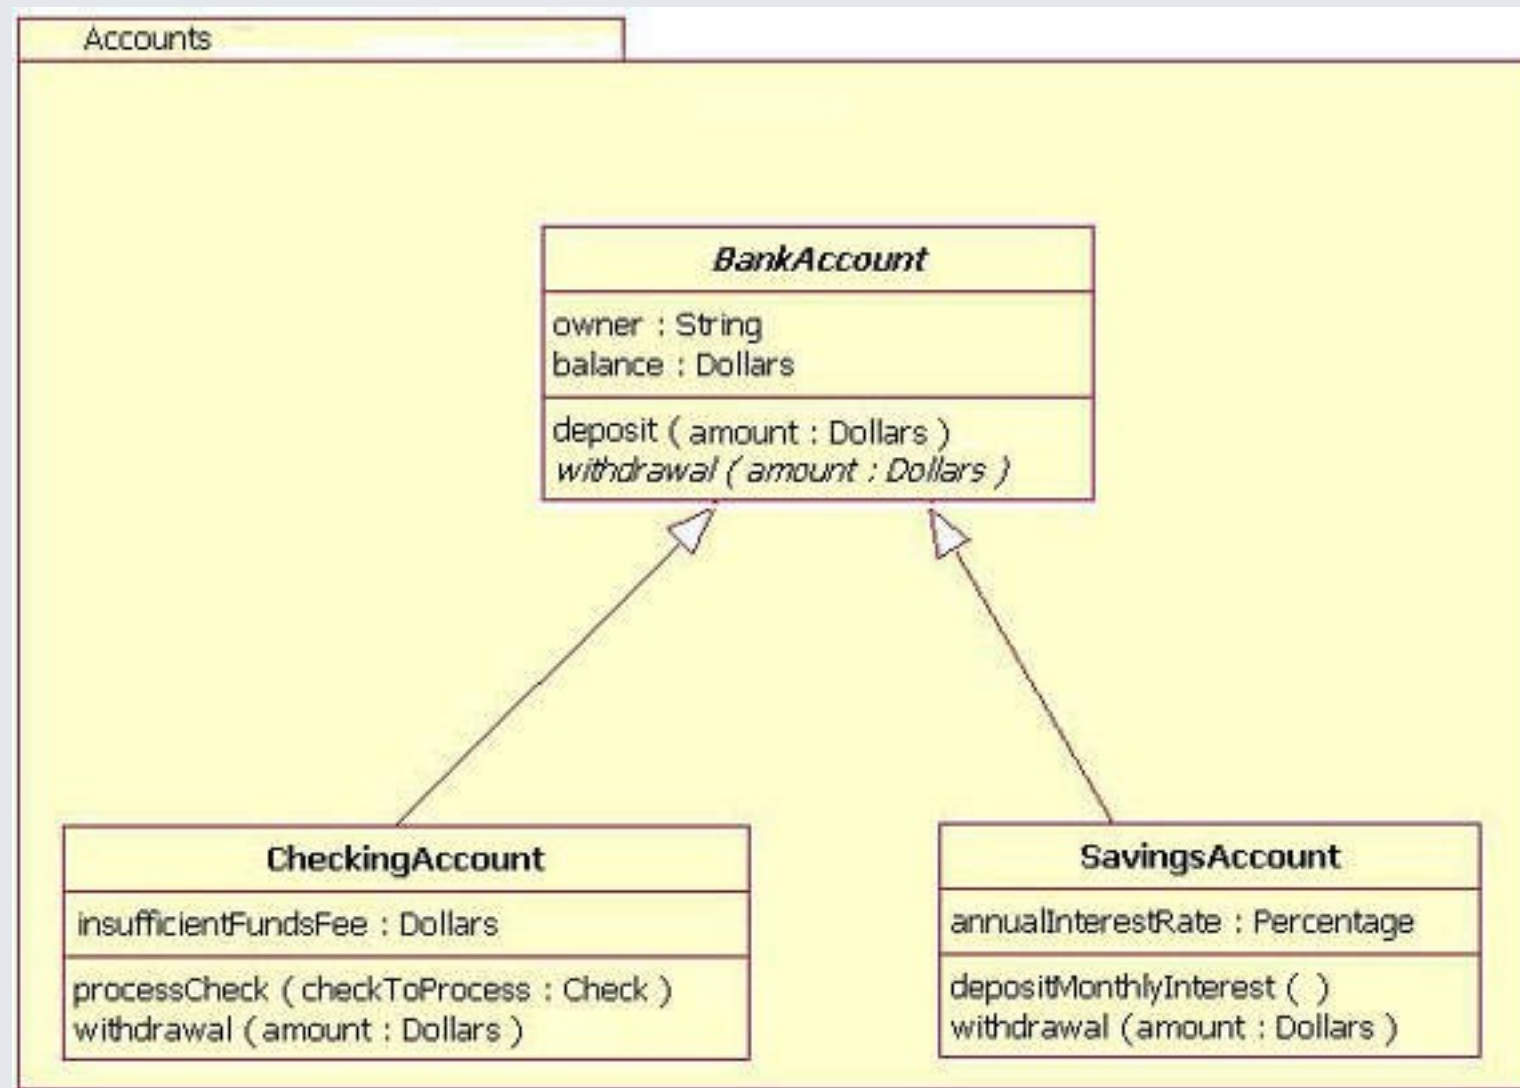 Accounts
BankAccount
owner : String
balance : Dollars
deposit ( amount : Dollars )
withdrawal ( amount : Dollars )
CheckingAccount
insufficientFundsFee : Dollars
processCheck ( checkToProcess : Check )
withdrawal ( amount : Dollars )
SavingsAccount
annualInterestRate : Percentage
depositMonthlyInterest ( )
withdrawal ( amount : Dollars )